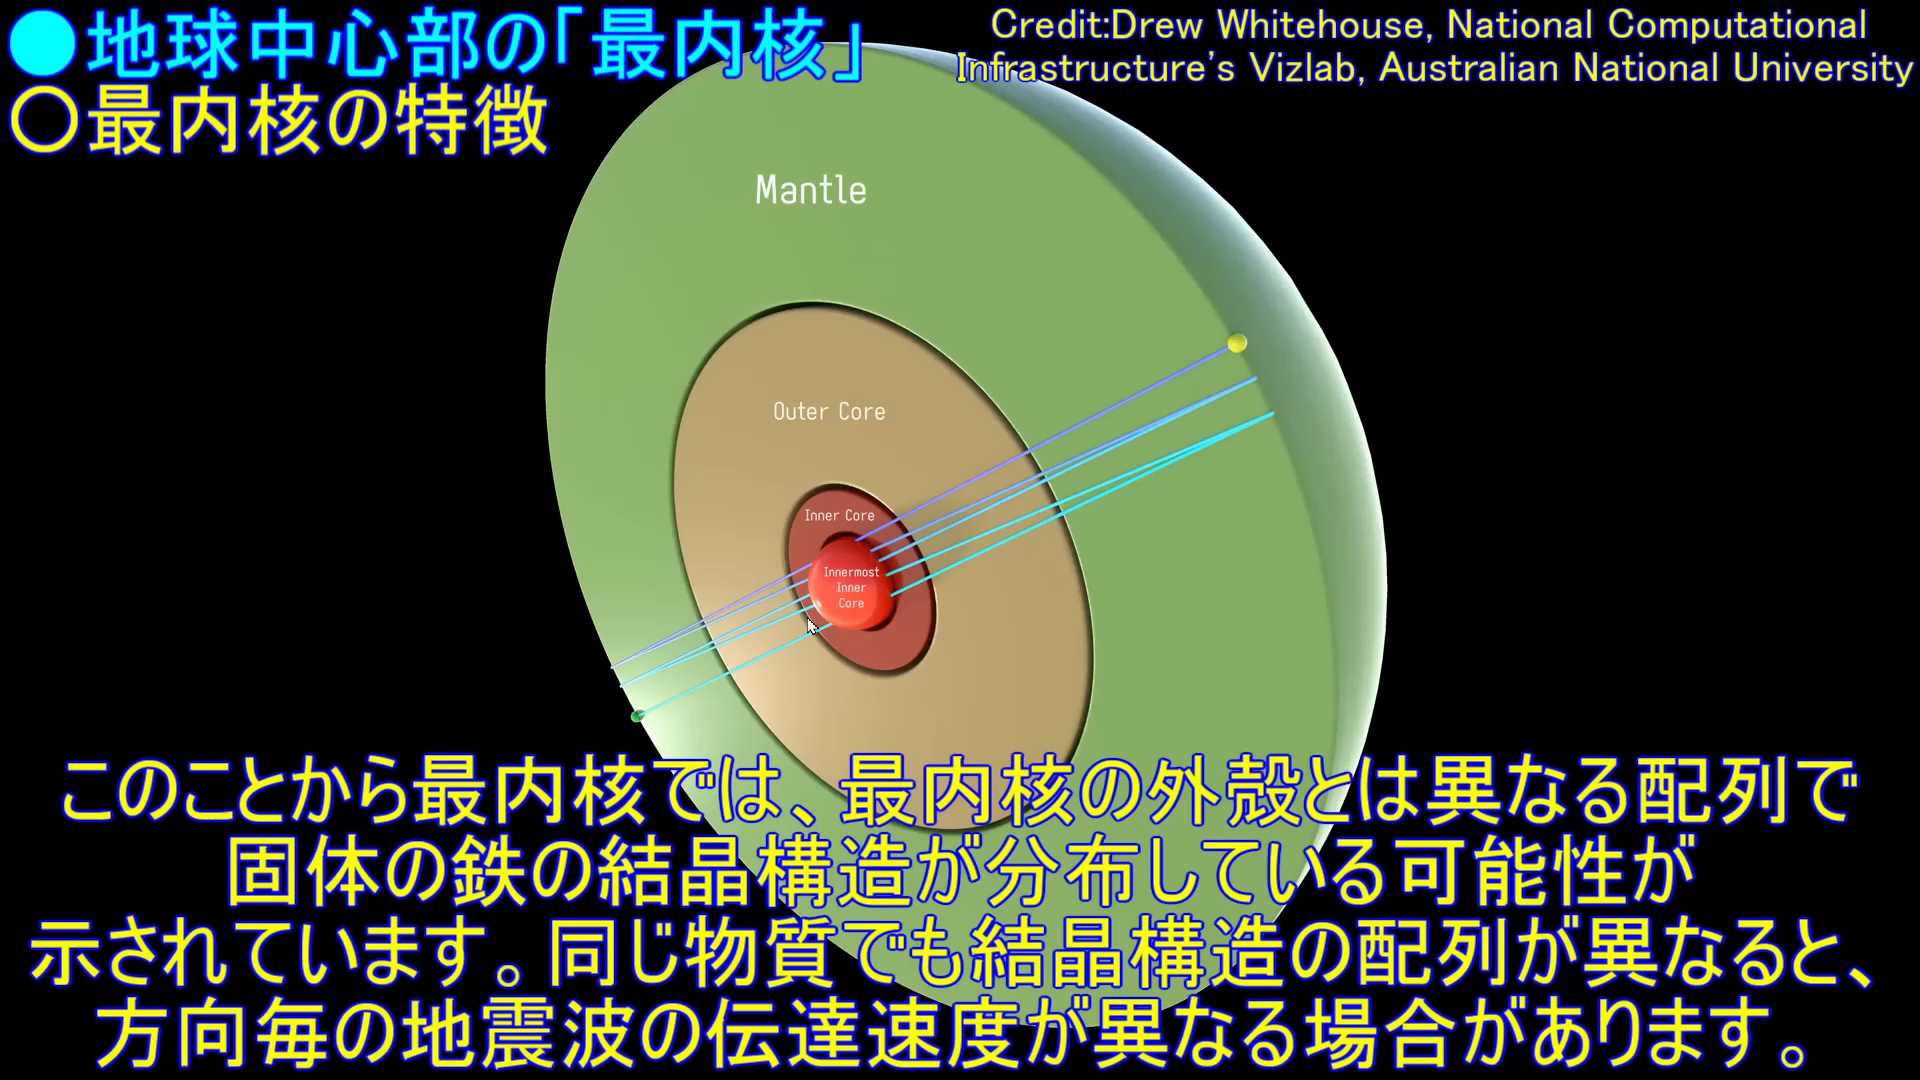 ●地球中心部の「最内核」
○最内核の特徴
Credit:Drew Whitehouse, National Computational
Infrastructure's Vizlab, Australian National University
Mantle
Outer Core
Inner Core
Innermost
Inner
Core
このことから最内核では、最内核の外殻とは異なる配列で
固体の鉄の結晶構造が分布している可能性が
示されています。同じ物質でも結晶構造の配列が異なると、
方向毎の地震波の伝達速度が異なる場合があります。